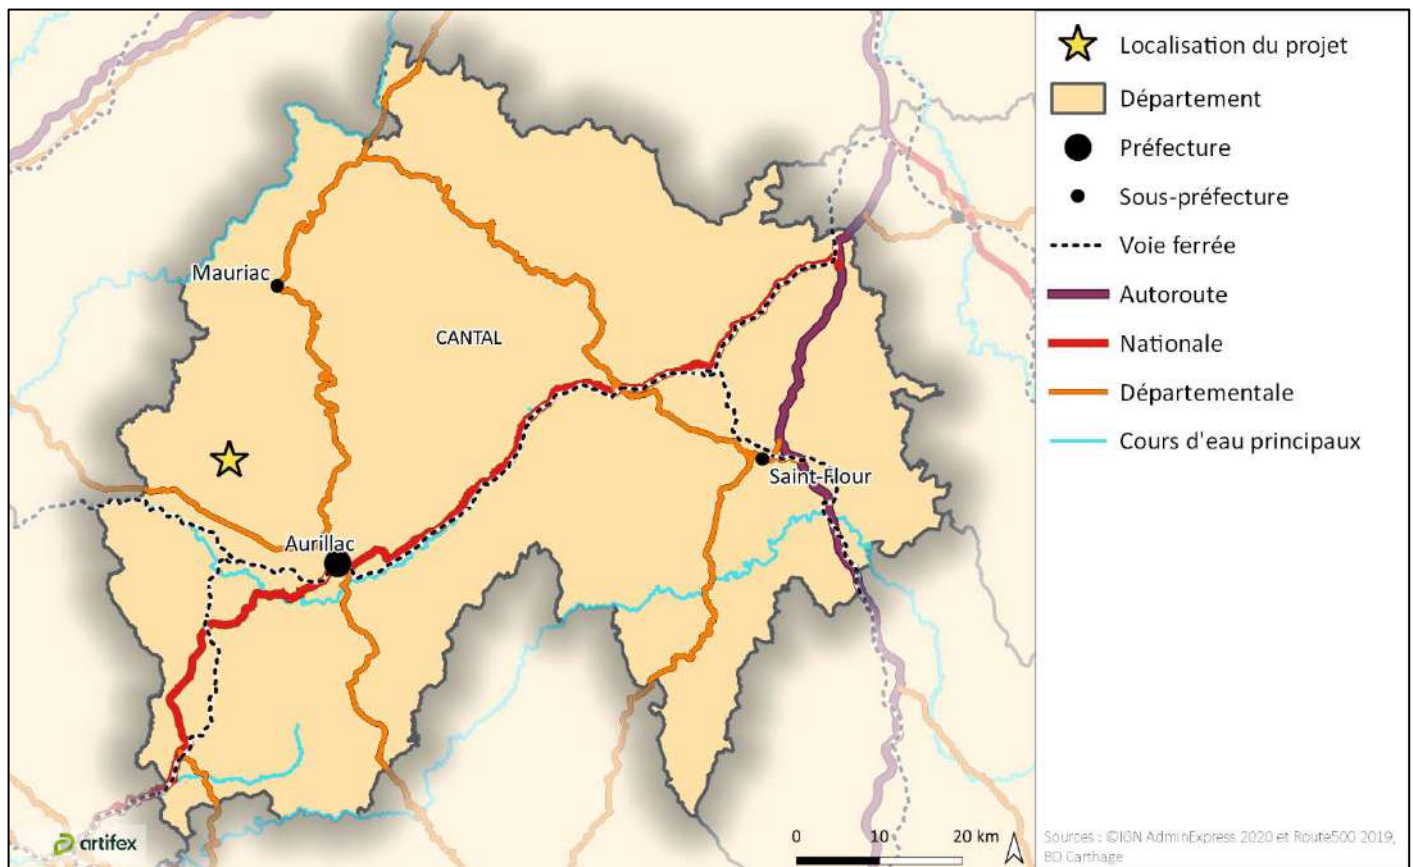 Mauriac
CANTAL
Saint-Flour
Aurillac
artifex
0 10 20 km
Localisation du projet
Département
Préfecture
Sous-préfecture
Voie ferrée
Autoroute
Nationale
Départementale
Cours d'eau principaux
Sources : ©IGN AdminExpress 2020 et Route500 2019,
BD Carthage